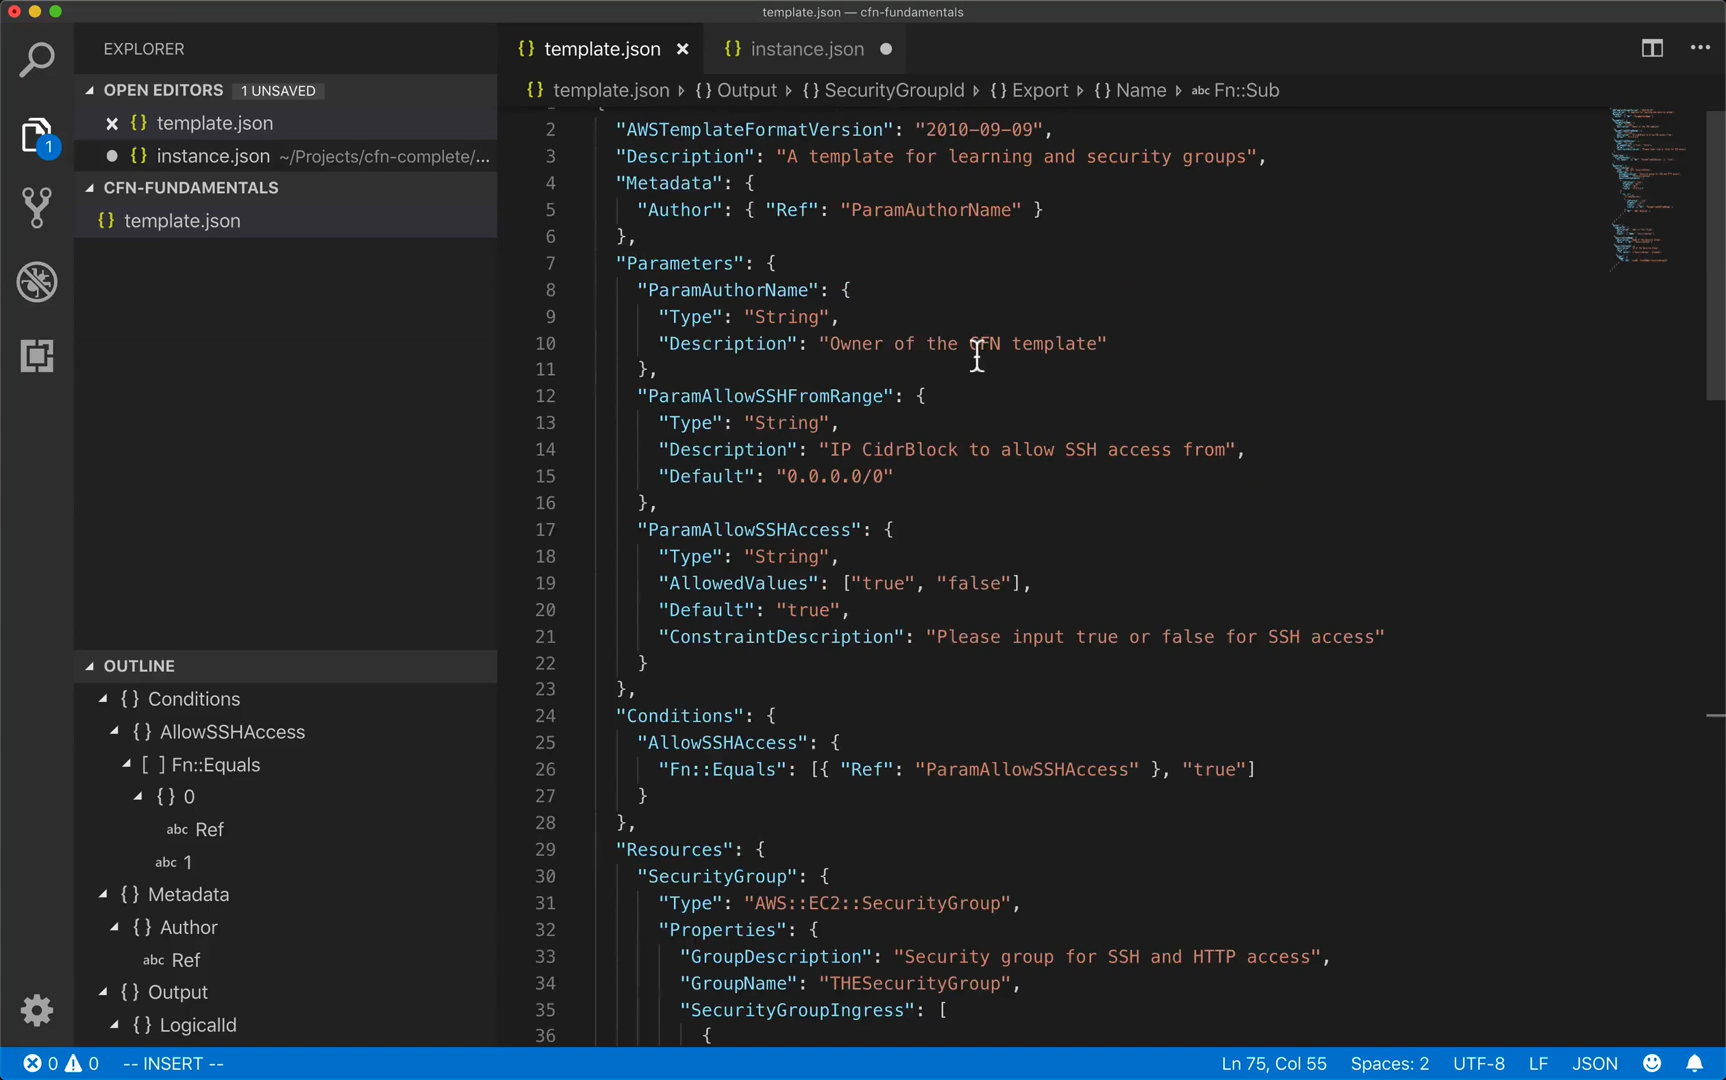 template.json — cfn-fundamentals
EXPLORER
OPEN EDITORS 1 UNSAVED
template.json
instance.json ~/Projects/cfn-complete/...
CFN-FUNDAMENTALS
template.json
1
OUTLINE
{ } Conditions
{ } AllowSSHAccess
[ ] Fn::Equals
{ } 0
abc Ref
abc 1
{ } Metadata
{ } Author
abc Ref
{ } Output
{ } LogicalId
{} template.json
{} instance.json
{} template.json › {} Output › {} SecurityGroupId › {} Export › {} Name › abc Fn::Sub
2 "AWSTemplateFormatVersion": "2010-09-09",
3 "Description": "A template for learning and security groups",
4 "Metadata": {
5 "Author": { "Ref": "ParamAuthorName" }
6 },
7 "Parameters": {
8 "ParamAuthorName": {
9 "Type": "String",
10 "Description": "Owner of the CFN template"
11 },
12 "ParamAllowSSHFromRange": {
13 "Type": "String",
14 "Description": "IP CidrBlock to allow SSH access from",
15 "Default": "0.0.0.0/0"
16 },
17 "ParamAllowSSHAccess": {
18 "Type": "String",
19 "AllowedValues": ["true", "false"],
20 "Default": "true",
21 "ConstraintDescription": "Please input true or false for SSH access"
22 }
23 },
24 "Conditions": {
25 "AllowSSHAccess": {
26 "Fn::Equals": [{ "Ref": "ParamAllowSSHAccess" }, "true"]
27 }
28 },
29 "Resources": {
30 "SecurityGroup": {
31 "Type": "AWS::EC2::SecurityGroup",
32 "Properties": {
33 "GroupDescription": "Security group for SSH and HTTP access",
34 "GroupName": "THESecurityGroup",
35 "SecurityGroupIngress": [
36 {
0 0 -- INSERT --
Ln 75, Col 55 Spaces: 2 UTF-8 LF JSON